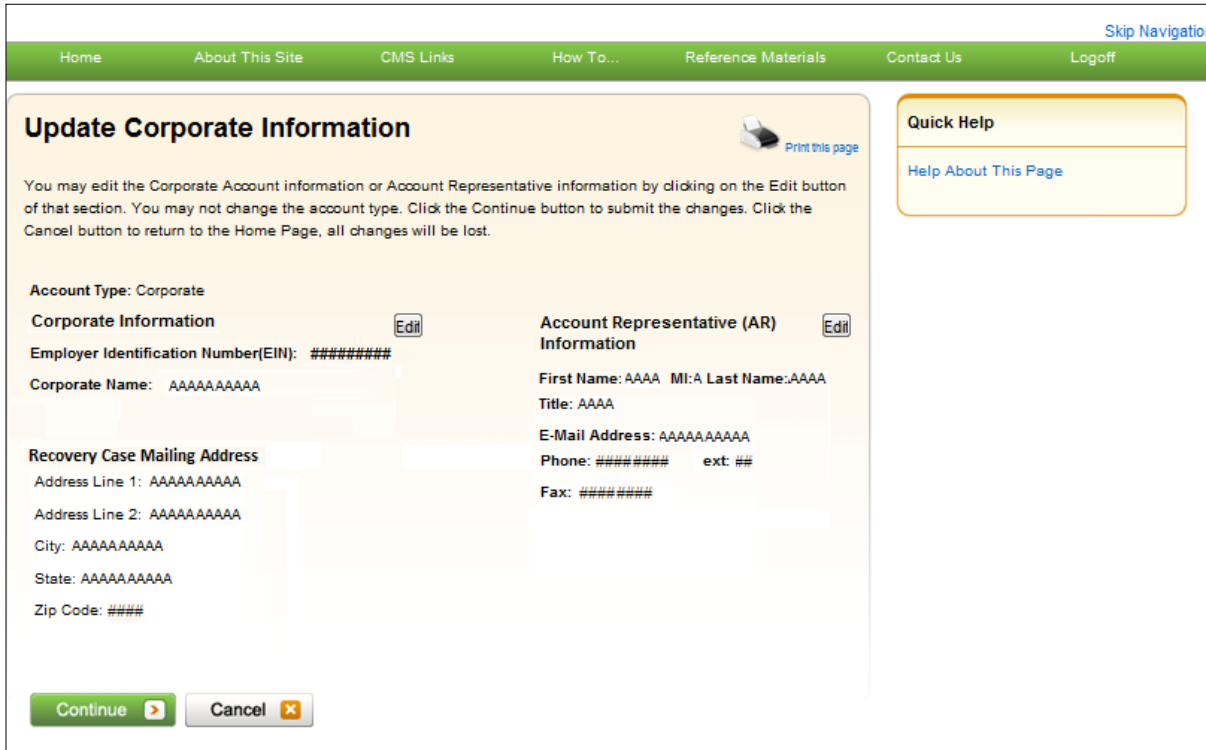 Skip Navigatio
Home About This Site CMS Links How To... Reference Materials Contact Us Logoff
Update Corporate Information
Print this page
You may edit the Corporate Account information or Account Representative information by clicking on the Edit button
of that section. You may not change the account type. Click the Continue button to submit the changes. Click the
Cancel button to return to the Home Page, all changes will be lost.
Account Type: Corporate
Corporate Information Edit
Employer Identification Number(EIN): #########
Corporate Name: AAAAAAAAAA
Recovery Case Mailing Address
Address Line 1: AAAAAAAAAA
Address Line 2: AAAAAAAAAA
City: AAAAAAAAAA
State: AAAAAAAAAA
Zip Code: ####
Account Representative (AR) Edit
Information
First Name: AAAA MI:A Last Name:.AAAA
Title: AAAA
E-Mail Address: AAAAAAAAAA
Phone: ######## ext: ##
Fax: ########
Continue Cancel
Quick Help
Help About This Page